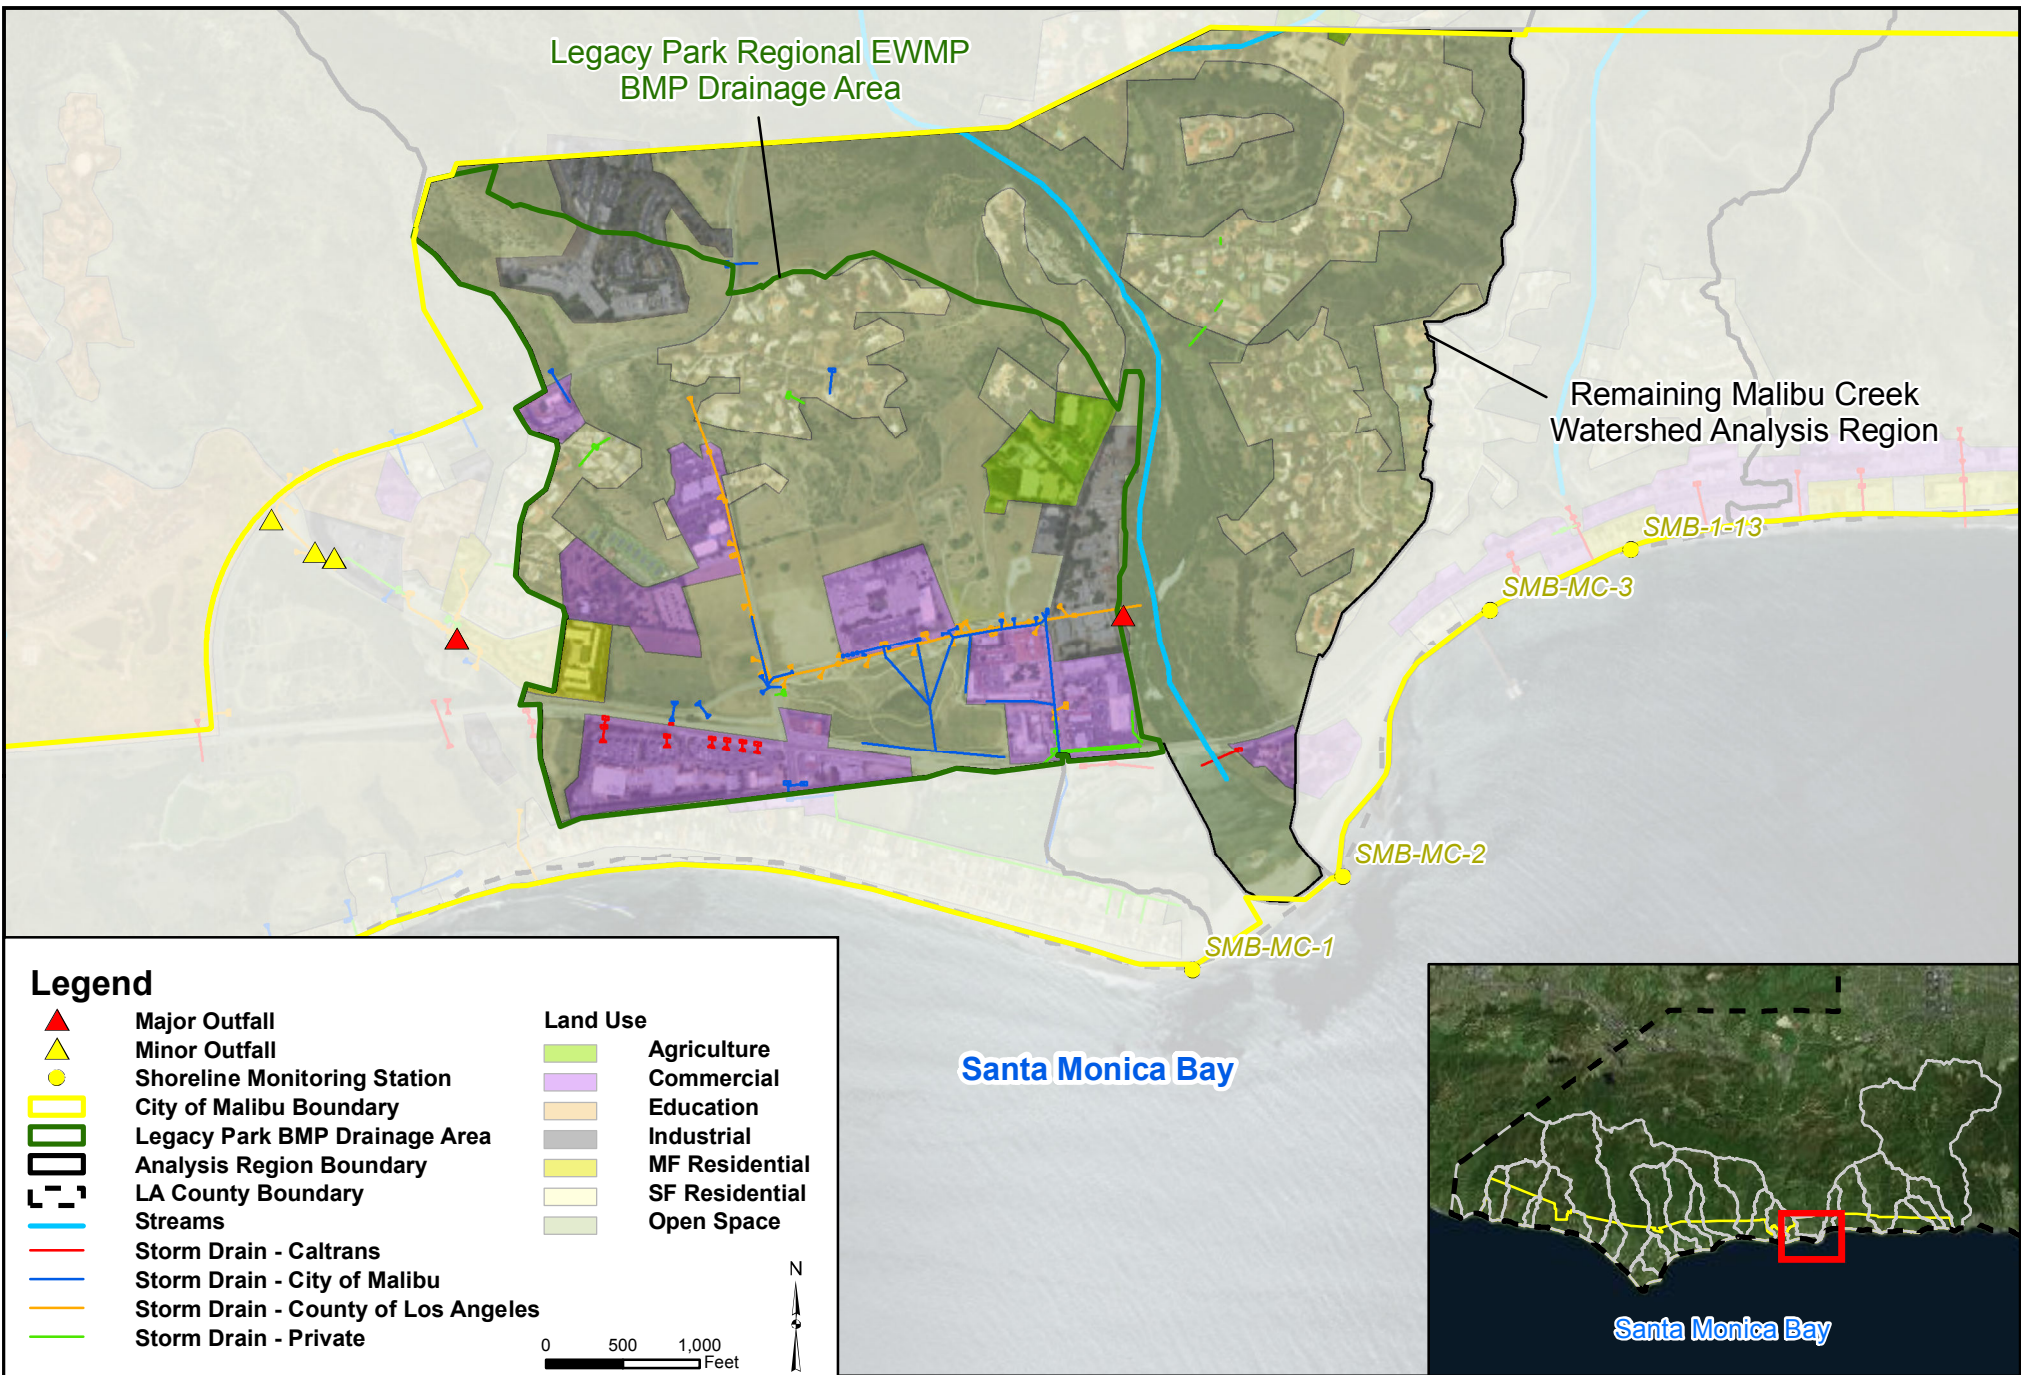 Legacy Park Regional EWMP
BMP Drainage Area
Remaining Malibu Creek
Watershed Analysis Region
SMB-1-13
SMB-MC-3
SMB-MC-2
SMB-MC-1
Santa Monica Bay
Legend
Major Outfall
Minor Outfall
Shoreline Monitoring Station
City of Malibu Boundary
Legacy Park BMP Drainage Area
Analysis Region Boundary
LA County Boundary
Streams
Storm Drain - Caltrans
Storm Drain - City of Malibu
Storm Drain - County of Los Angeles
Storm Drain - Private
Land Use
Agriculture
Commercial
Education
Industrial
MF Residential
SF Residential
Open Space
N
0 500 1,000
Feet
Santa Monica Bay